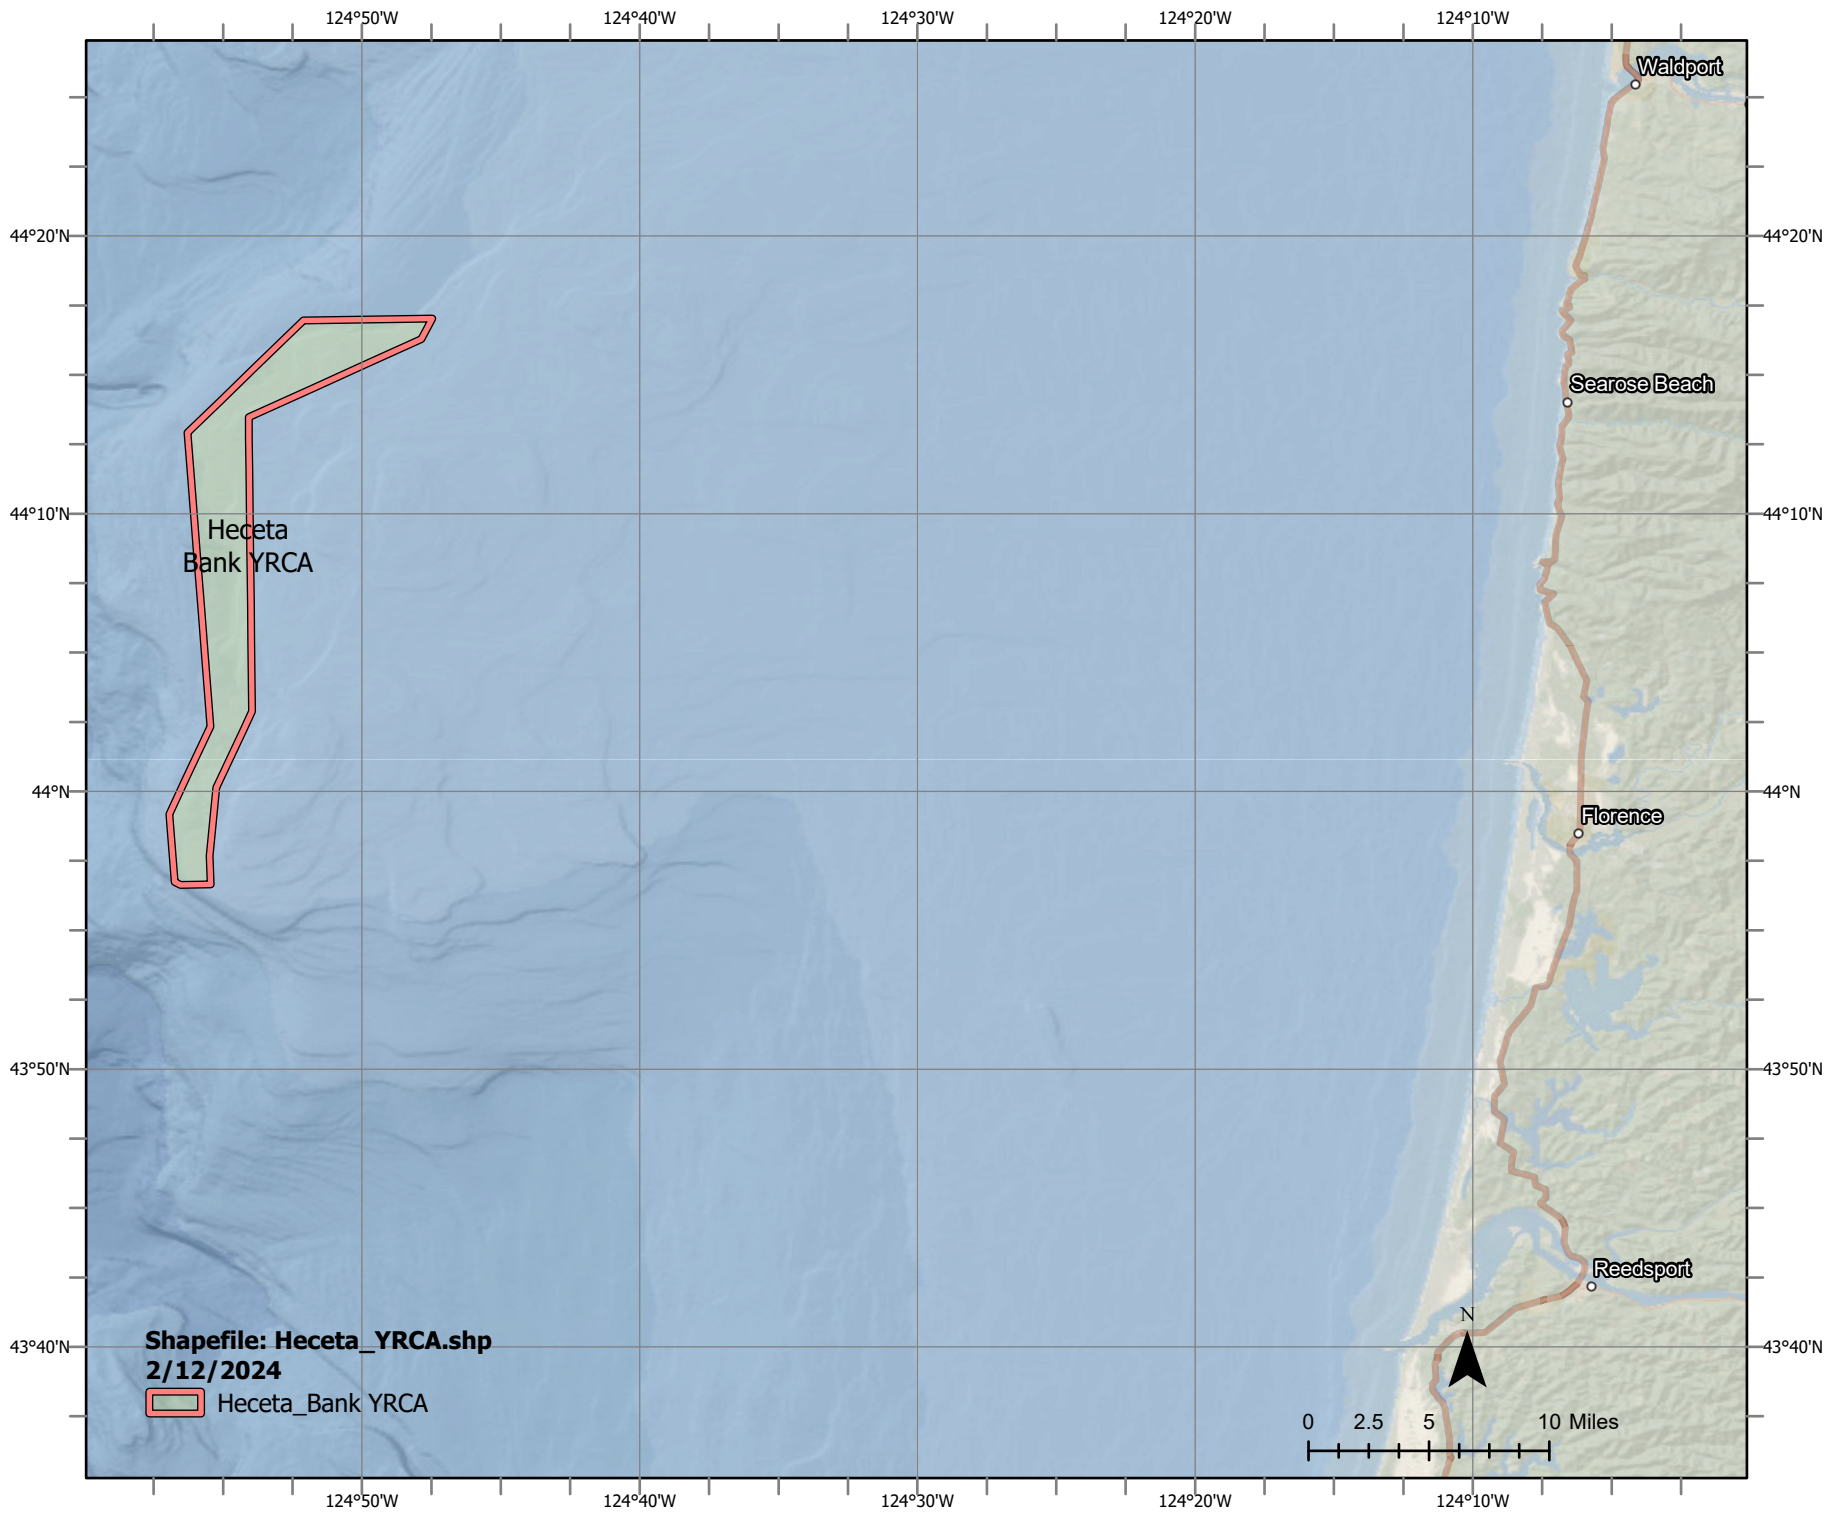 124°50'W 124°40'W 124°30'W 124°20'W 124°10'W
Waldport
44°20'N 44°20'N
Searose Beach
44°10'N 44°10'N
Heceta
Bank YRCA
44°N 44°N
Florence
43°50'N 43°50'N
Reedsport
N
Shapefile: Heceta_YRCA.shp
43°40'N 43°40'N
2/12/2024
Heceta_Bank YRCA
0 2.5 5 10 Miles
124°50'W 124°40'W 124°30'W 124°20'W 124°10'W